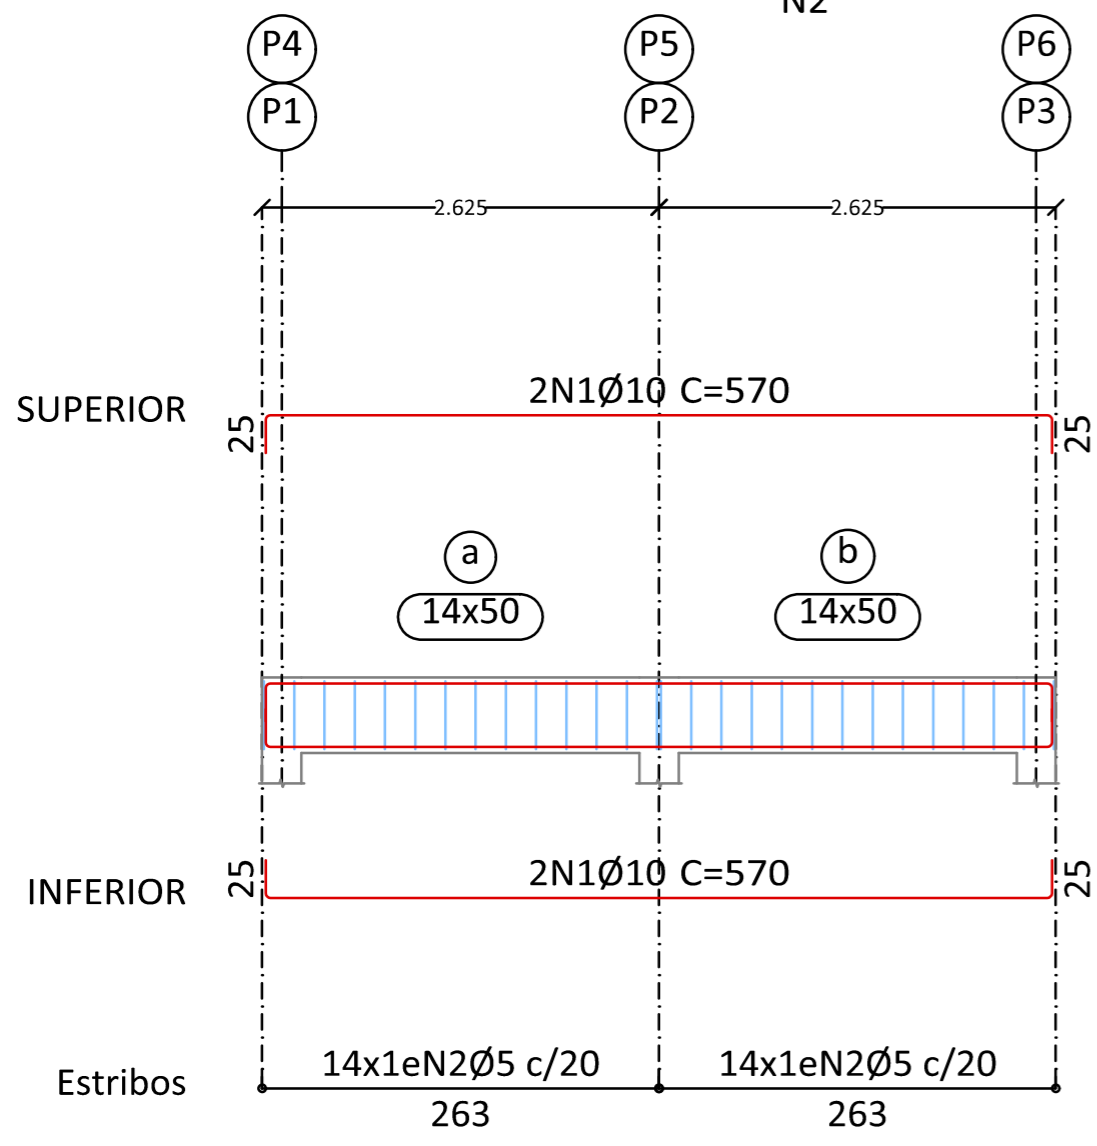 N2
P4 P5 P6
P1 P2 P3
2.625 2.625
2N1Ø10 C=570
SUPERIOR
25 25
a b
14x50 14x50
2N1Ø10 C=570
25 25
INFERIOR
14x1eN2Ø5 c/20 14x1eN2Ø5 c/20
Estribos
263 263